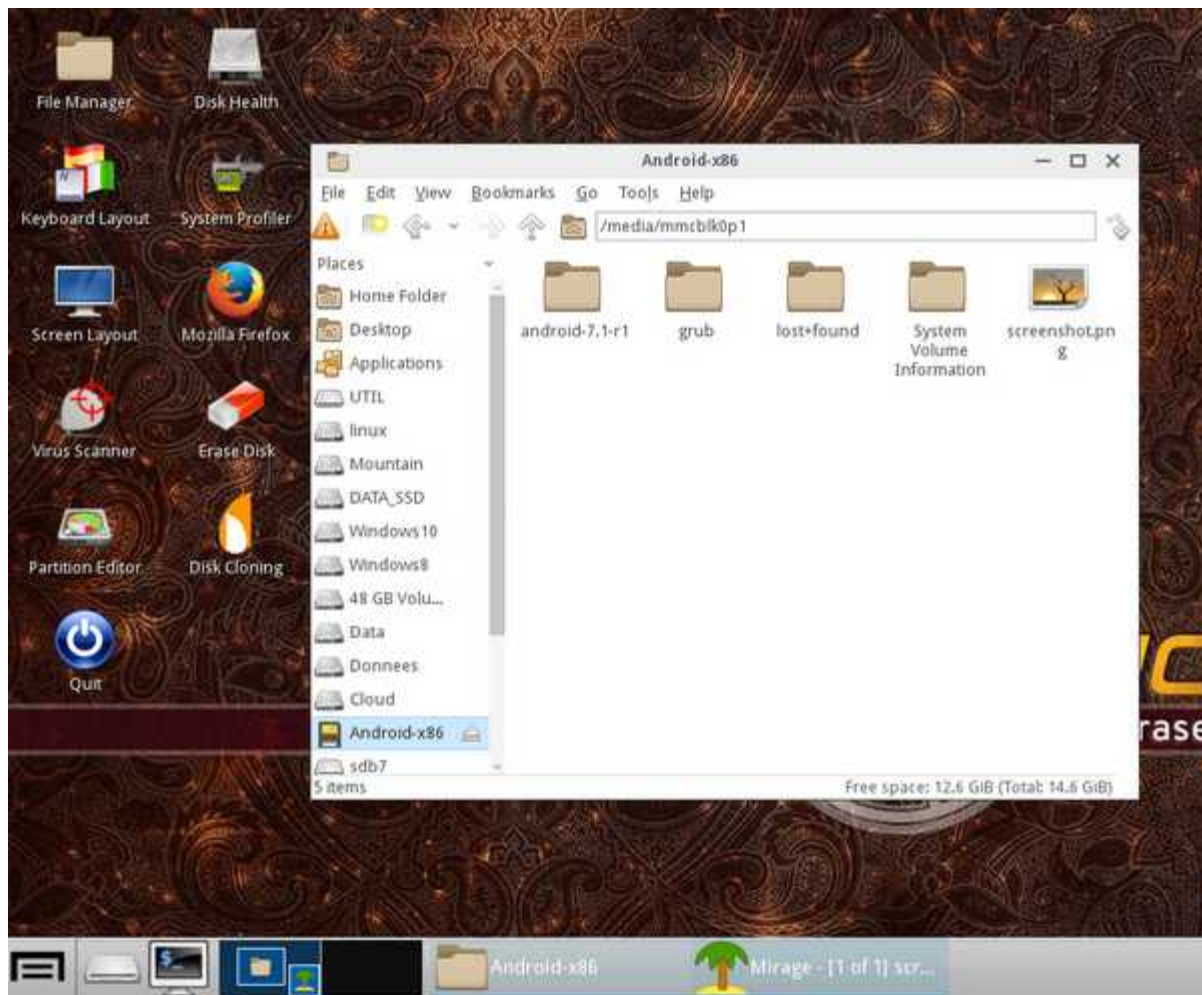 File Manager
Disk Health
Keyboard Layout
System Profiler
Screen Layout
Mozilla Firefox
Virus Scanner
Erase Disk
Partition Editor
Disk Cloning
Quit
Android-x86
File Edit View Bookmarks Go Tools Help
/media/mmcblk0p1
Places
Home Folder
Desktop
Applications
UTIL
linux
Mountain
DATA_SSD
Windows10
Windows8
48 GB Volu...
Data
Donnees
Cloud
Android-x86
sdb7
android-7.1-r1
grub
lost+found
System
Volume
Information
screenshot.pn
g
5 items
Free space: 12.6 GiB (Total: 14.6 GiB)
rase
Android-x86
Mirage - [1 of 1] scr...